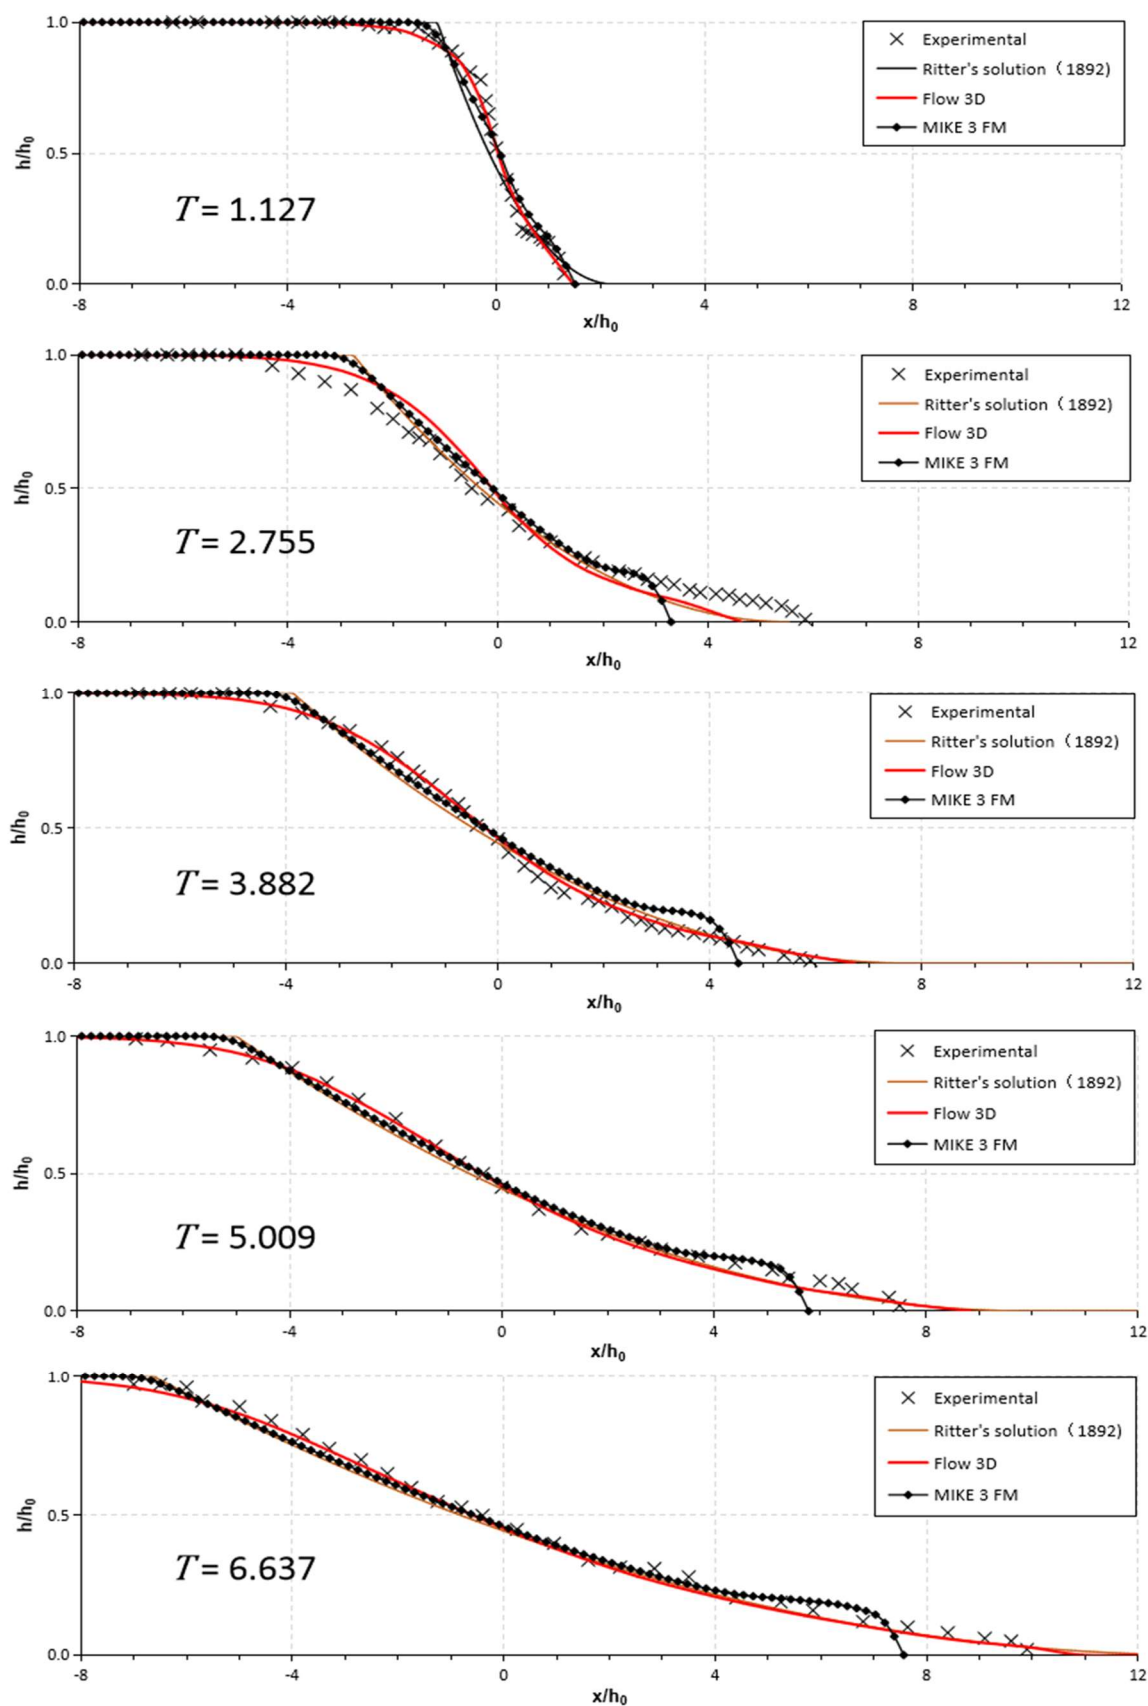 1.0
0.5
0.0
h/h0
-8 -4 0 4 8 12
x/h0
T = 1.127
Experimental
Ritter's solution（1892)
Flow 3D
MIKE 3 FM
1.0
0.5
0.0
h/h0
-8 -4 0 4 8 12
x/h0
T = 2.755
Experimental
Ritter's solution（1892)
Flow 3D
MIKE 3 FM
1.0
0.5
0.0
h/h0
-8 -4 0 4 8 12
x/h0
T = 3.882
Experimental
Ritter's solution（1892)
Flow 3D
MIKE 3 FM
1.0
0.5
0.0
h/h0
-8 -4 0 4 8 12
x/h0
T = 5.009
Experimental
Ritter's solution（1892)
Flow 3D
MIKE 3 FM
1.0
0.5
0.0
h/h0
-8 -4 0 4 8 12
x/h0
T = 6.637
Experimental
Ritter's solution（1892)
Flow 3D
MIKE 3 FM